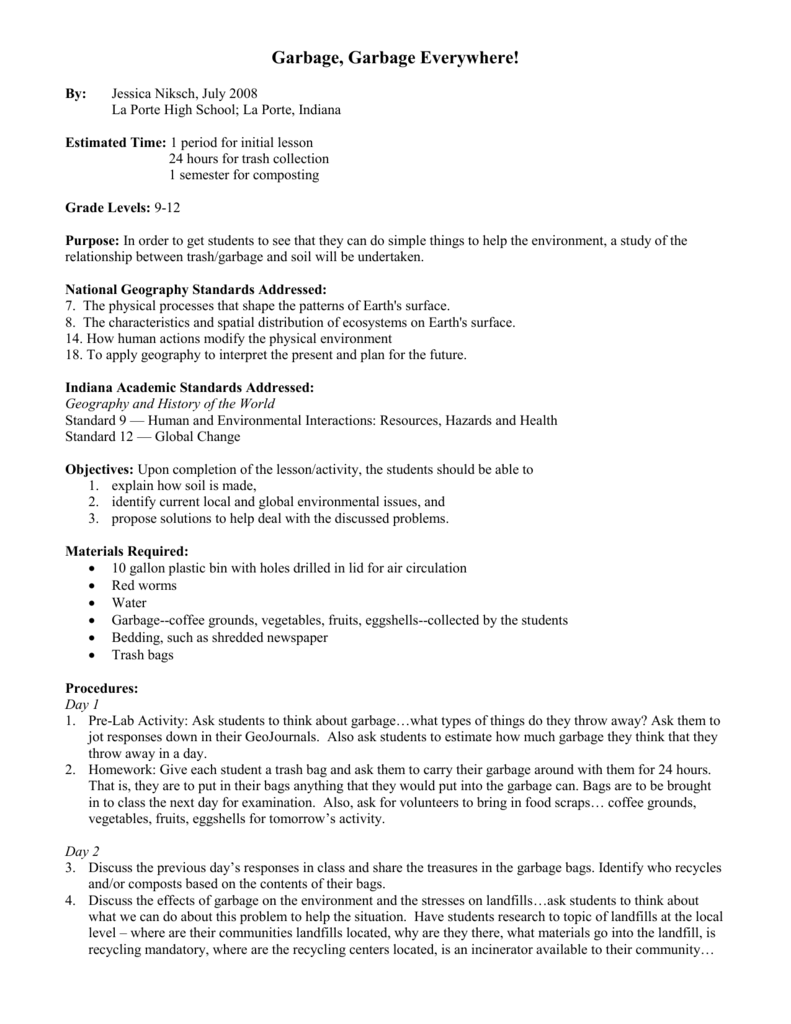 Garbage, Garbage Everywhere!
By: Jessica Niksch, July 2008
La Porte High School; La Porte, Indiana
Estimated Time: 1 period for initial lesson
24 hours for trash collection
1 semester for composting
Grade Levels: 9-12
Purpose: In order to get students to see that they can do simple things to help the environment, a study of the
relationship between trash/garbage and soil will be undertaken.
National Geography Standards Addressed:
7. The physical processes that shape the patterns of Earth's surface.
8. The characteristics and spatial distribution of ecosystems on Earth's surface.
14. How human actions modify the physical environment
18. To apply geography to interpret the present and plan for the future.
Indiana Academic Standards Addressed:
Geography and History of the World
Standard 9 — Human and Environmental Interactions: Resources, Hazards and Health
Standard 12 — Global Change
Objectives: Upon completion of the lesson/activity, the students should be able to
1. explain how soil is made,
2. identify current local and global environmental issues, and
3. propose solutions to help deal with the discussed problems.
Materials Required:
• 10 gallon plastic bin with holes drilled in lid for air circulation
• Red worms
• Water
• Garbage--coffee grounds, vegetables, fruits, eggshells--collected by the students
• Bedding, such as shredded newspaper
• Trash bags
Procedures:
Day 1
1. Pre-Lab Activity: Ask students to think about garbage…what types of things do they throw away? Ask them to
jot responses down in their GeoJournals. Also ask students to estimate how much garbage they think that they
throw away in a day.
2. Homework: Give each student a trash bag and ask them to carry their garbage around with them for 24 hours.
That is, they are to put in their bags anything that they would put into the garbage can. Bags are to be brought
in to class the next day for examination. Also, ask for volunteers to bring in food scraps… coffee grounds,
vegetables, fruits, eggshells for tomorrow’s activity.
Day 2
3. Discuss the previous day’s responses in class and share the treasures in the garbage bags. Identify who recycles
and/or composts based on the contents of their bags.
4. Discuss the effects of garbage on the environment and the stresses on landfills…ask students to think about
what we can do about this problem to help the situation. Have students research to topic of landfills at the local
level – where are their communities landfills located, why are they there, what materials go into the landfill, is
recycling mandatory, where are the recycling centers located, is an incinerator available to their community…